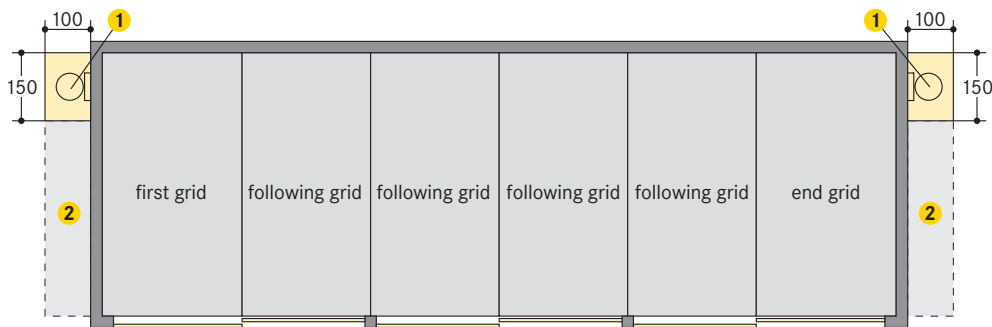 100 1 1 100
150 150
first grid following grid following grid following grid following grid end grid
2 2